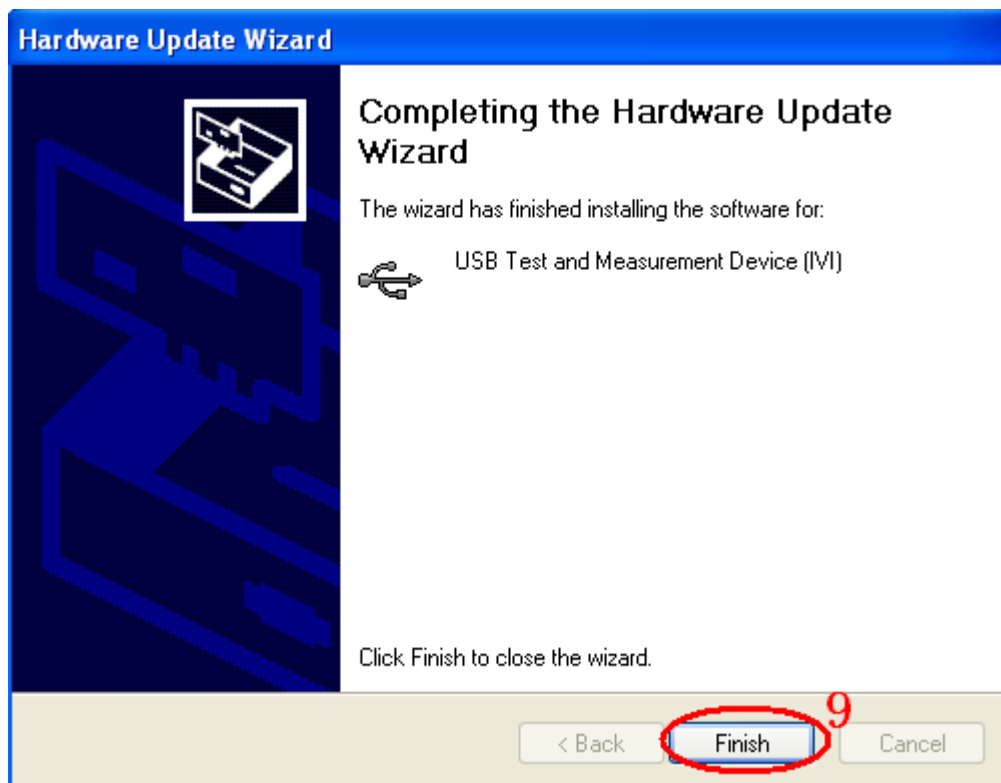 Hardware Update Wizard
Completing the Hardware Update
Wizard
The wizard has finished installing the software for:
USB Test and Measurement Device (IVI)
Click Finish to close the wizard.
9
< Back Finish Cancel